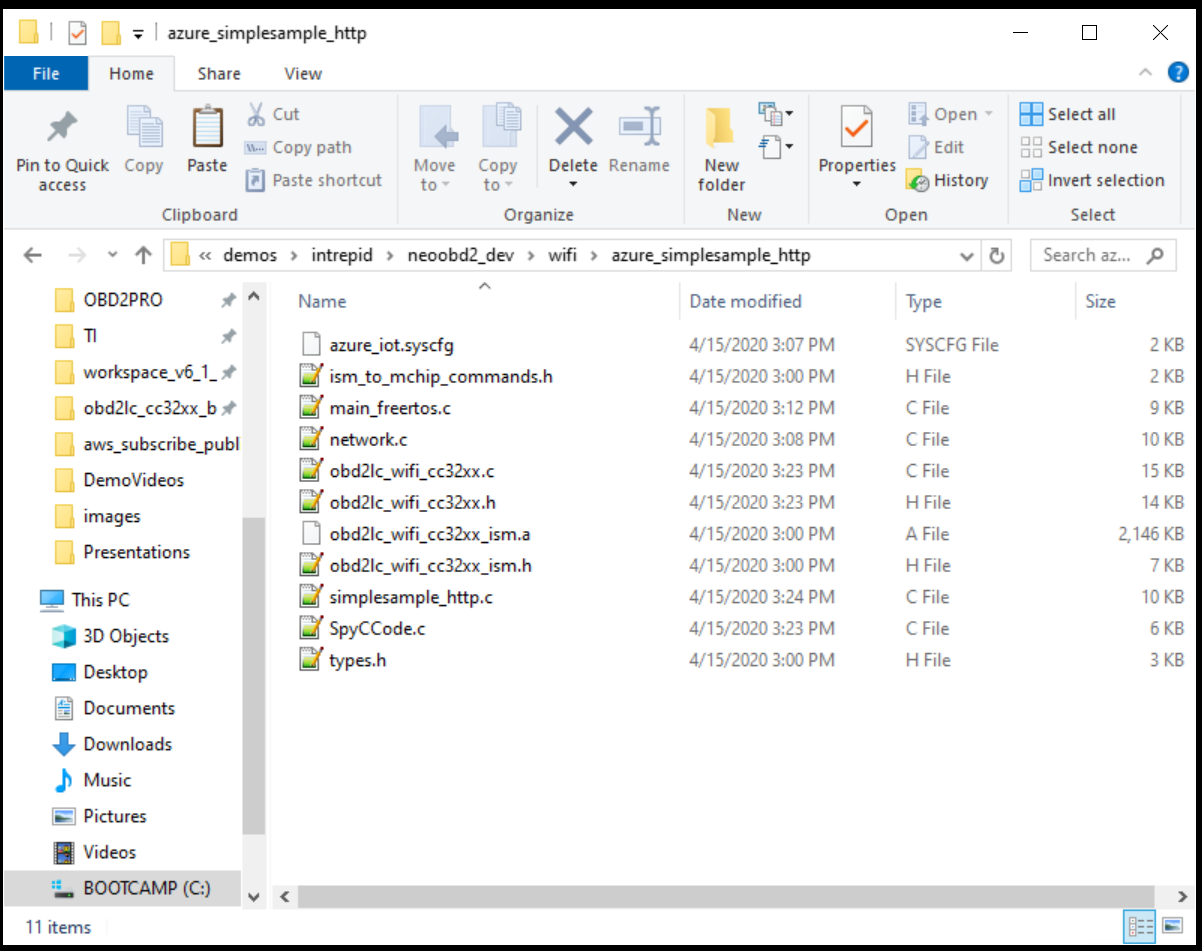 azure_simplesample_http
File Home Share View
Pin to Quick access
Copy
Paste
Cut
Copy path
Paste shortcut
Clipboard
Move to
Copy to
Delete
Rename
Organize
New folder
New
Properties
Open
Edit
History
Open
Select all
Select none
Invert selection
Select
« demos › intrepid › neoobd2_dev › wifi › azure_simplesample_http
Search az...
OBD2PRO
TI
workspace_v6_1_
obd2lc_cc32xx_b
aws_subscribe_publ
DemoVideos
images
Presentations
This PC
3D Objects
Desktop
Documents
Downloads
Music
Pictures
Videos
BOOTCAMP (C:)
Name Date modified Type Size
azure_iot.syscfg 4/15/2020 3:07 PM SYSCFG File 2 KB
ism_to_mchip_commands.h 4/15/2020 3:00 PM H File 2 KB
main_freertos.c 4/15/2020 3:12 PM C File 9 KB
network.c 4/15/2020 3:08 PM C File 10 KB
obd2lc_wifi_cc32xx.c 4/15/2020 3:23 PM C File 15 KB
obd2lc_wifi_cc32xx.h 4/15/2020 3:23 PM H File 14 KB
obd2lc_wifi_cc32xx_ism.a 4/15/2020 3:00 PM A File 2,146 KB
obd2lc_wifi_cc32xx_ism.h 4/15/2020 3:00 PM H File 7 KB
simplesample_http.c 4/15/2020 3:24 PM C File 10 KB
SpyCCode.c 4/15/2020 3:23 PM C File 6 KB
types.h 4/15/2020 3:00 PM H File 3 KB
11 items